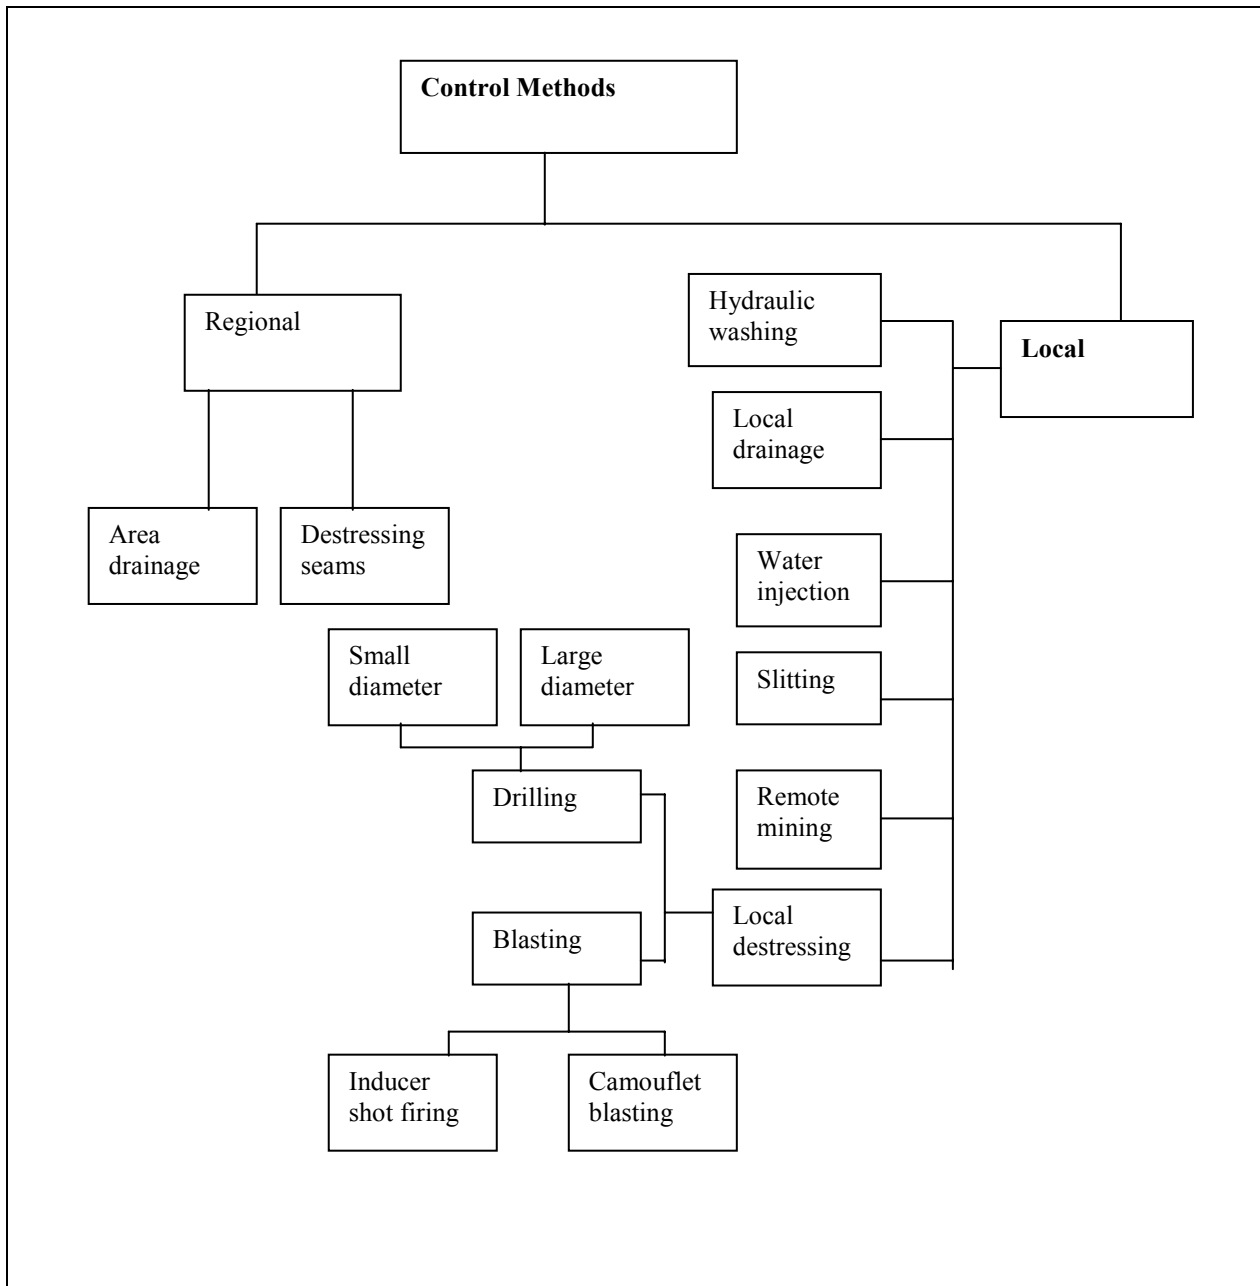 Control Methods
Regional
Hydraulic
washing
Local
Local
drainage
Area
drainage
Destressing
seams
Water
injection
Small
diameter
Large
diameter
Slitting
Drilling
Remote
mining
Blasting
Local
destressing
Inducer
shot firing
Camouflet
blasting